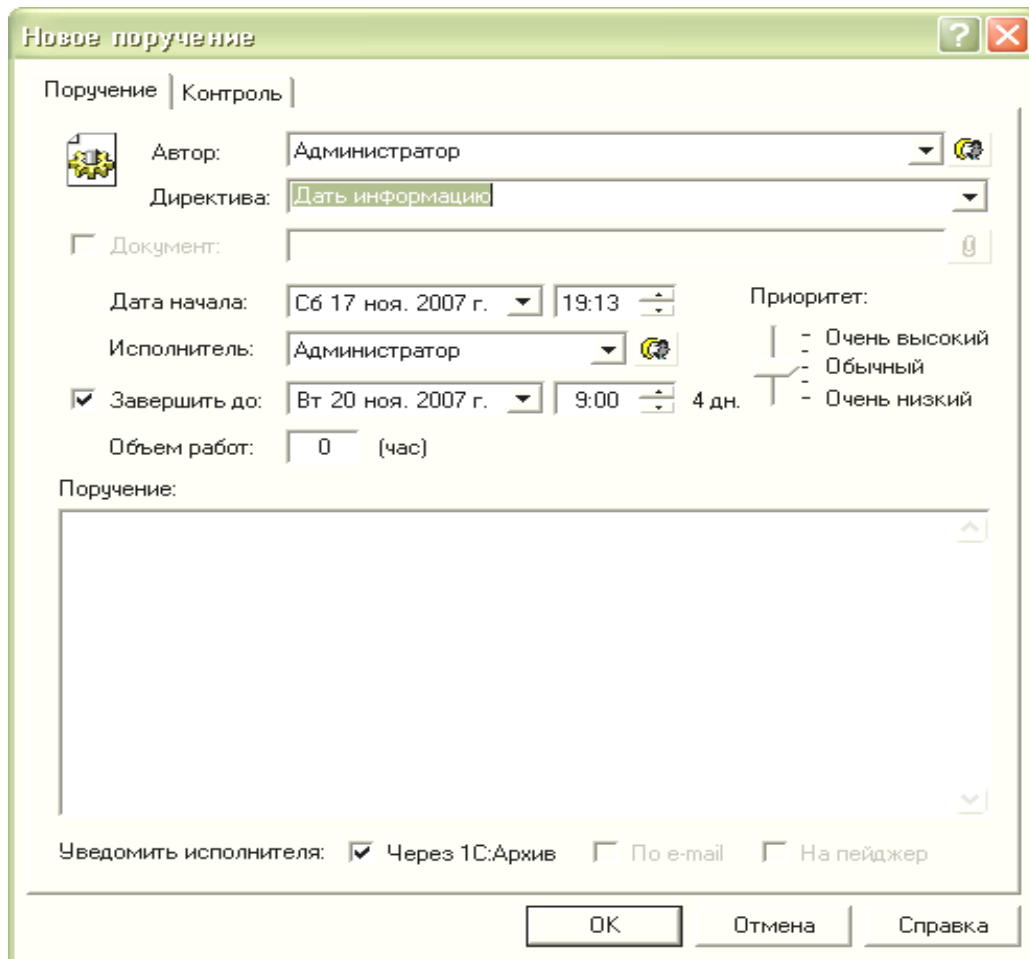 Новое поручение
Поручение Контроль
Автор: Администратор
Директива: Дать информацию
Документ:
Дата начала: Сб 17 ноя. 2007 г. 19:13 Приоритет:
Очень высокий
Исполнитель: Администратор
Обычный
Завершить до: Вт 20 ноя. 2007 г. 9:00 4 дн. Очень низкий
Объем работ: 0 (час)
Поручение:
Уведомить исполнителя: Через 1С:Архив По e-mail На пейджер
OK Отмена Справка